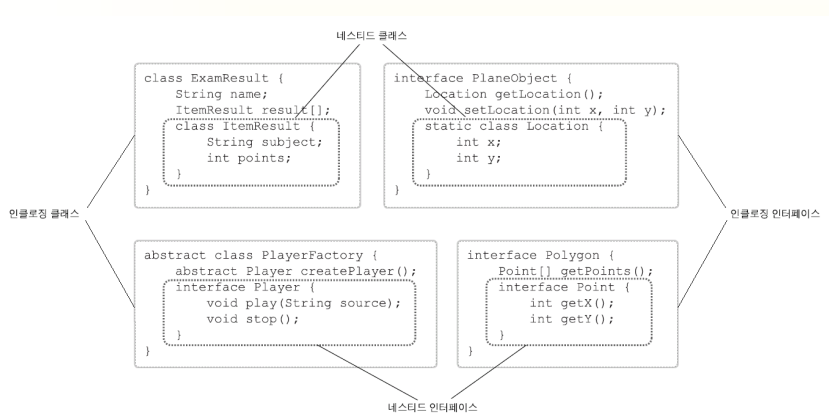 네스티드 클래스
class ExamResult {
String name;
ItemResult result[];
class ItemResult {
String subject;
int points;
}
}
interface PlaneObject {
Location getLocation();
void setLocation(int x, int y);
static class Location {
int x;
int y;
}
}
인클로징 클래스
인클로징 인터페이스
abstract class PlayerFactory {
abstract Player createPlayer();
interface Player {
void play(String source);
void stop();
}
}
interface Polygon {
Point[] getPoints();
interface Point {
int getX();
int getY();
}
}
네스티드 인터페이스